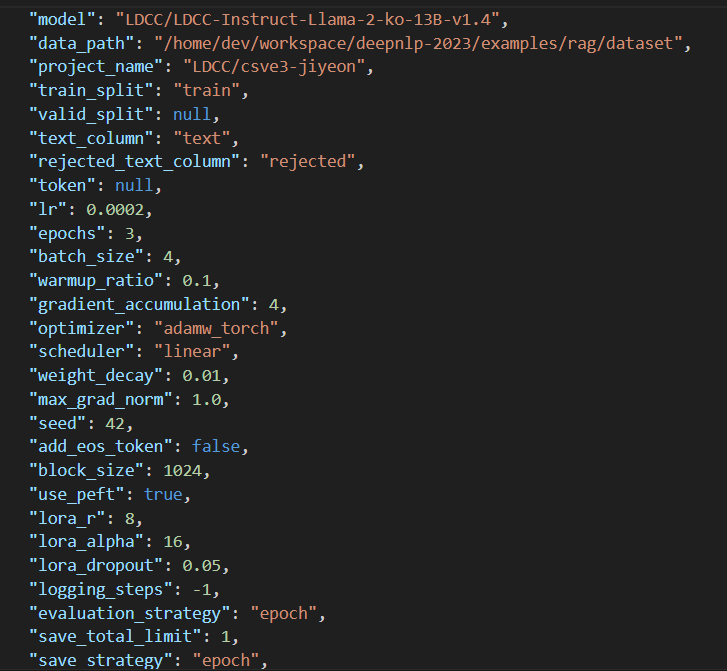 "model": "LDCC/LDCC-Instruct-Llama-2-ko-13B-v1.4",
"data_path": "/home/dev/workspace/deepnlp-2023/examples/rag/dataset",
"project_name": "LDCC/csve3-jiyeon",
"train_split": "train",
"valid_split": null,
"text_column": "text",
"rejected_text_column": "rejected",
"token": null,
"lr": 0.0002,
"epochs": 3,
"batch_size": 4,
"warmup_ratio": 0.1,
"gradient_accumulation": 4,
"optimizer": "adamw_torch",
"scheduler": "linear",
"weight_decay": 0.01,
"max_grad_norm": 1.0,
"seed": 42,
"add_eos_token": false,
"block_size": 1024,
"use_peft": true,
"lora_r": 8,
"lora_alpha": 16,
"lora_dropout": 0.05,
"logging_steps": -1,
"evaluation_strategy": "epoch",
"save_total_limit": 1,
"save_strategy": "epoch",